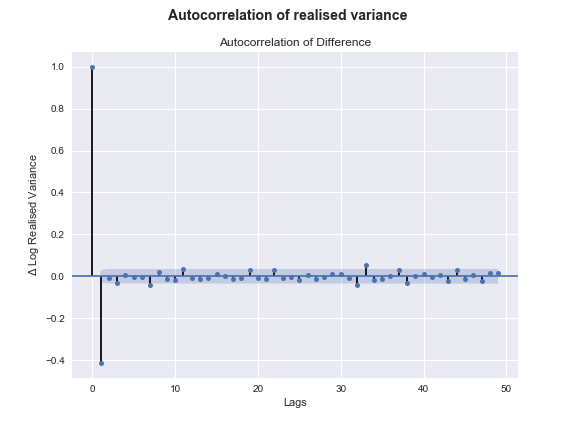 Autocorrelation of realised variance
Autocorrelation of Difference
1.0
0.8
0.6
0.4
0.2
0.0
−0.2
−0.4
Δ Log Realised Variance
0 10 20 30 40 50
Lags